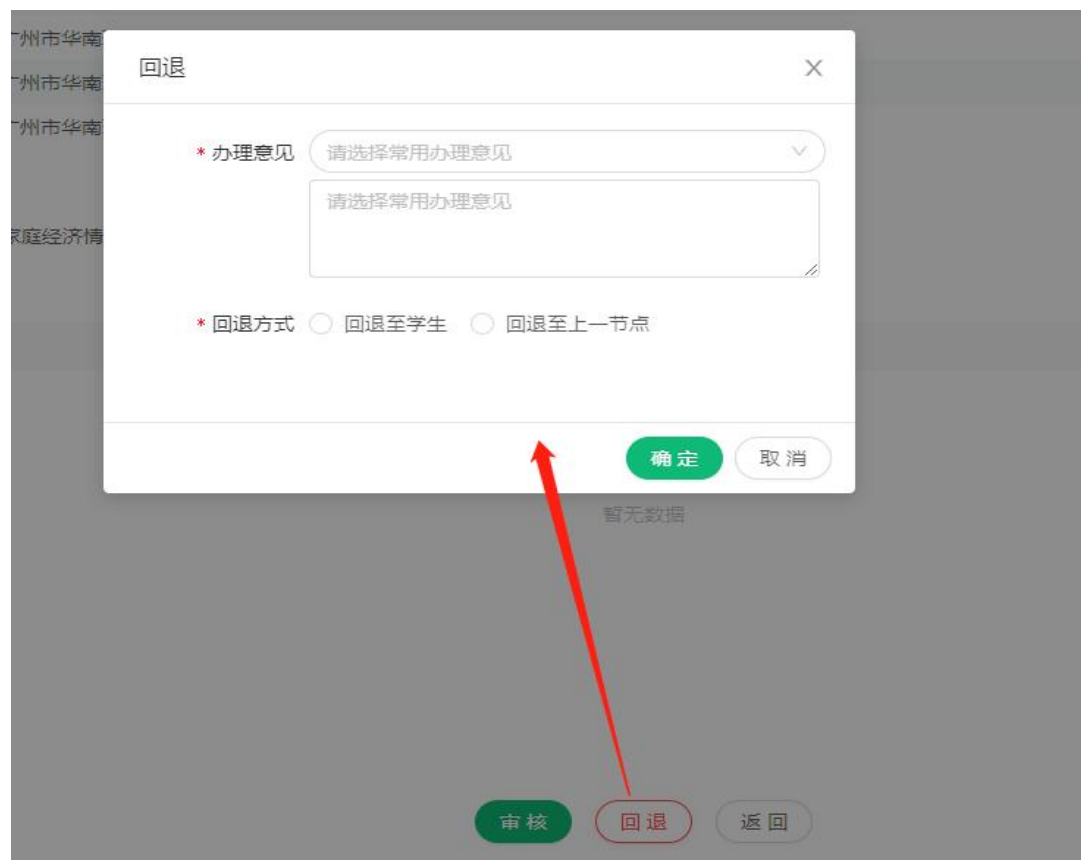 州市华南
回退
州市华南
州市华南
* 办理意见 请选择常用办理意见
请选择常用办理意见
家庭经济情
* 回退方式 回退至学生 回退至上一节点
确定 取消
暂无数据
审核 回退 返回